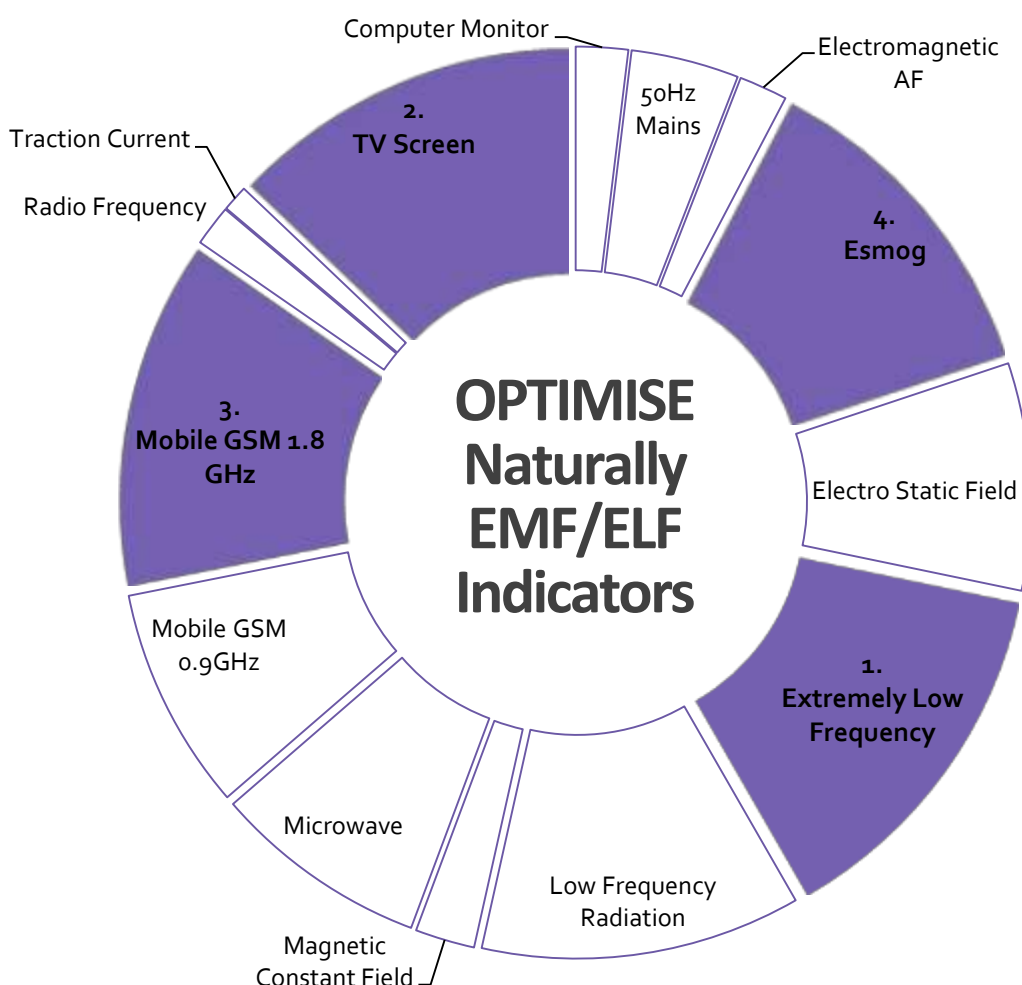 Computer Monitor
50Hz
Mains
Electromagnetic
AF
4.
Esmog
Electro Static Field
1.
Extremely Low
Frequency
Low Frequency
Radiation
Magnetic
Constant Field
Microwave
Mobile GSM
0.9GHz
3.
Mobile GSM 1.8
GHz
Radio Frequency
Traction Current
2.
TV Screen
OPTIMISE
Naturally
EMF/ELF
Indicators